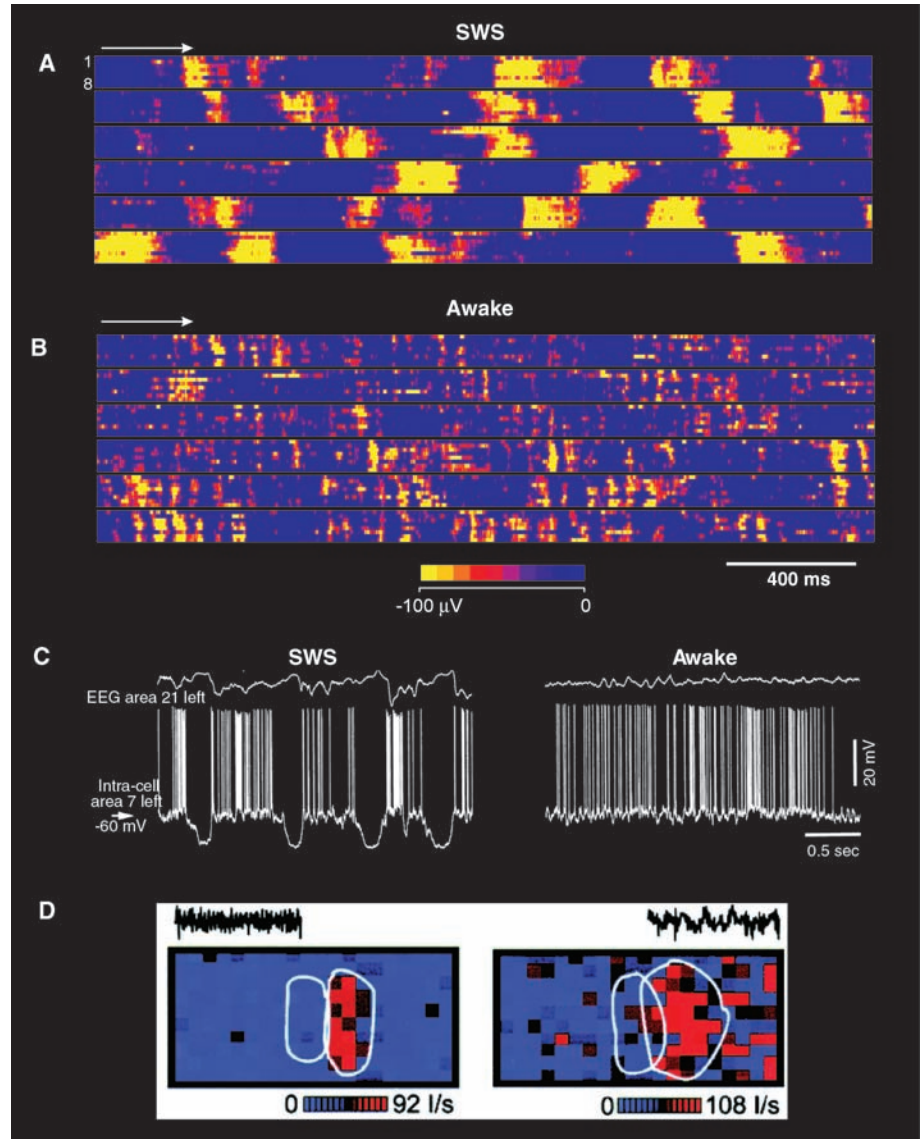 SWS
A
1
8
Awake
B
-100 µV
0
400 ms
C
SWS
Awake
EEG area 21 left
Intra-cell
area 7 left
-60 mV
20 mV
0.5 sec
D
0
92 I/s
0
108 I/s